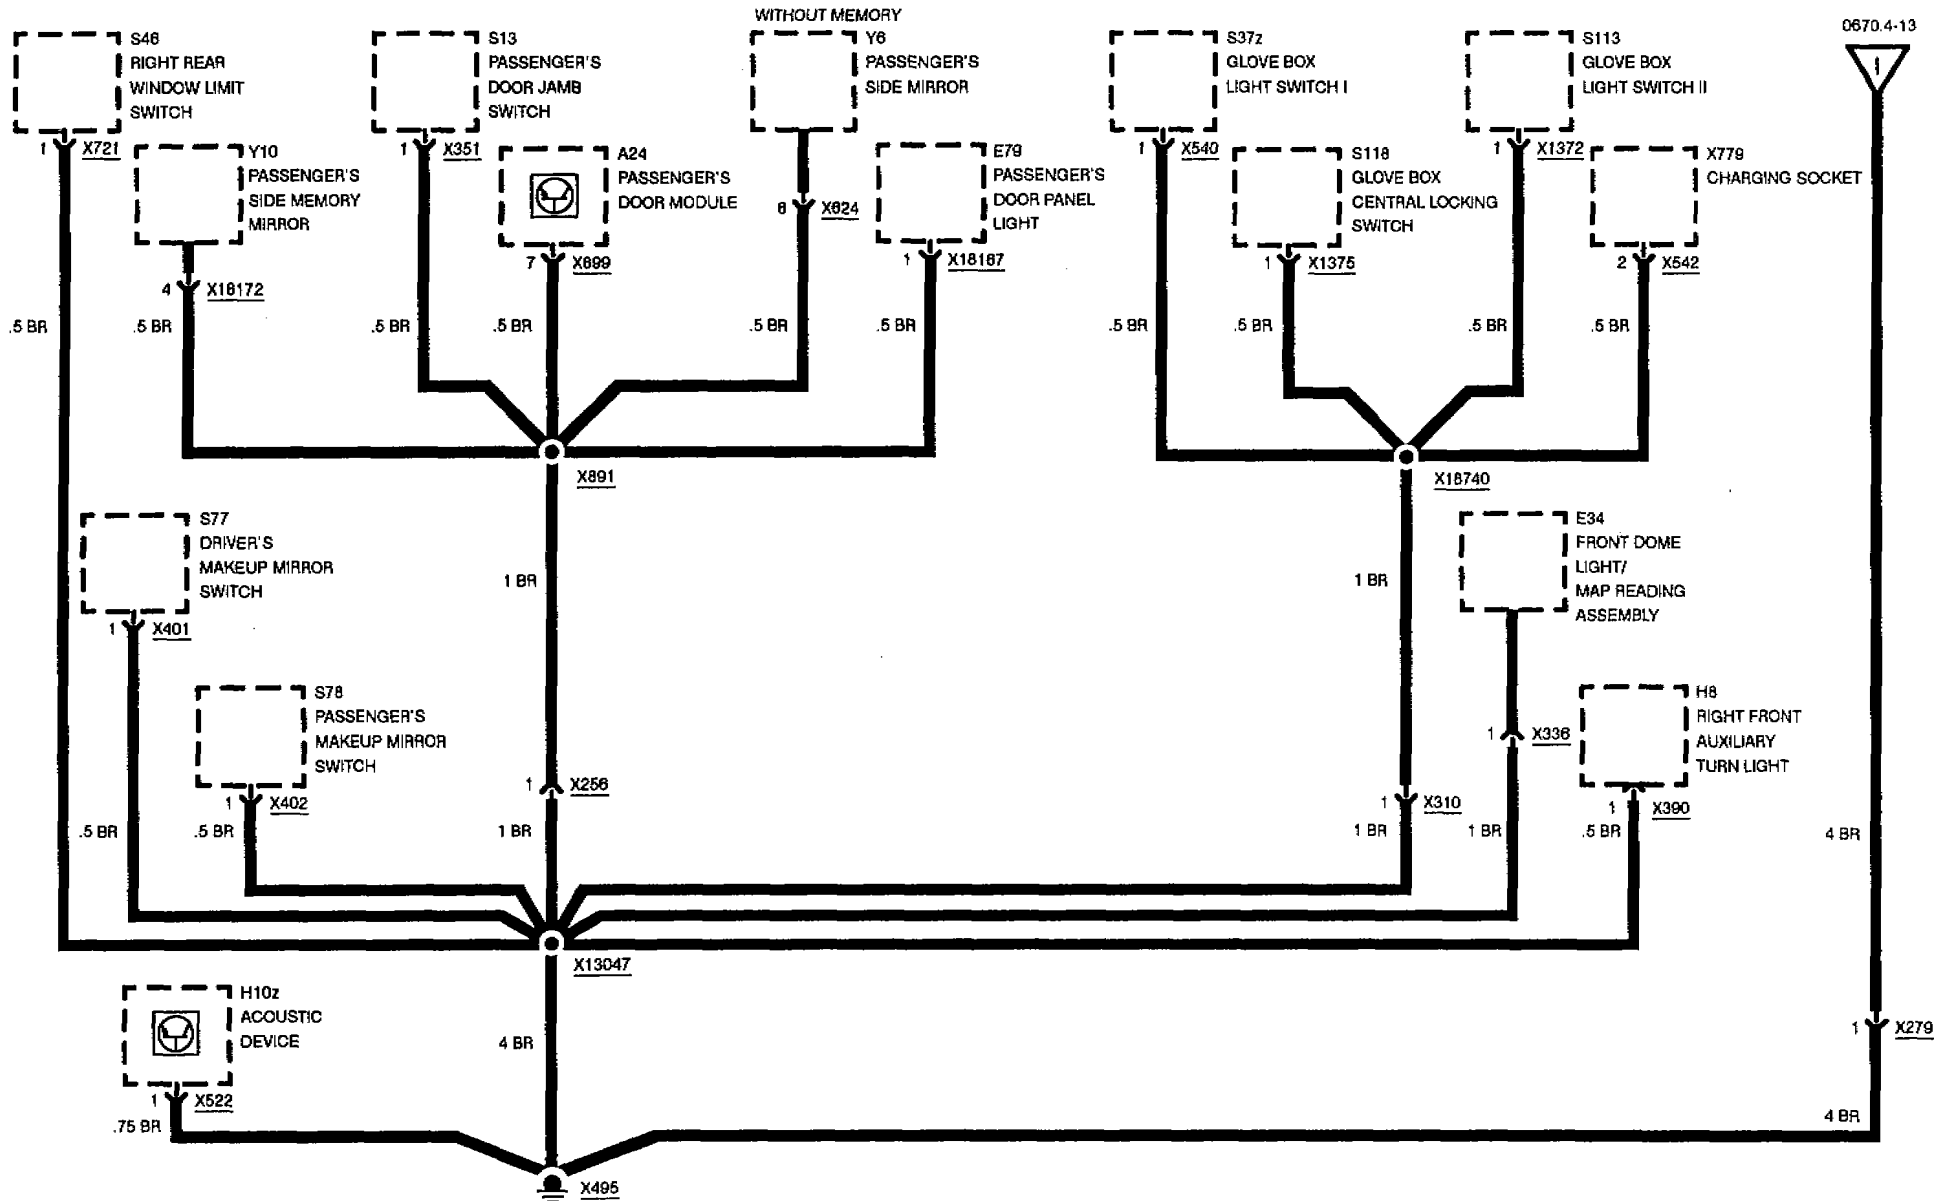 WITHOUT MEMORY
0670.4-13
S46
RIGHT REAR
WINDOW LIMIT
SWITCH
1 X721
S13
PASSENGER'S
DOOR JAMB
SWITCH
1 X351
Y6
PASSENGER'S
SIDE MIRROR
6 X624
S37z
GLOVE BOX
LIGHT SWITCH I
1 X540
S113
GLOVE BOX
LIGHT SWITCH II
1 X1372
I
Y10
PASSENGER'S
SIDE MEMORY
MIRROR
4 X18172
A24
PASSENGER'S
DOOR MODULE
7 X699
E79
PASSENGER'S
DOOR PANEL
LIGHT
1 X18187
S118
GLOVE BOX
CENTRAL LOCKING
SWITCH
1 X1375
X779
CHARGING SOCKET
2 X542
.5 BR
.5 BR
.5 BR
.5 BR
.5 BR
.5 BR
.5 BR
.5 BR
.5 BR
.5 BR
X891
X18740
S77
DRIVER'S
MAKEUP MIRROR
SWITCH
1 X401
1 BR
1 BR
E34
FRONT DOME
LIGHT/
MAP READING
ASSEMBLY
1 X336
S78
PASSENGER'S
MAKEUP MIRROR
SWITCH
1 X402
1 X256
1 X310
H8
RIGHT FRONT
AUXILIARY
TURN LIGHT
1 X390
.5 BR
.5 BR
1 BR
1 BR
1 BR
.5 BR
4 BR
X13047
H10z
ACOUSTIC
DEVICE
1 X522
4 BR
1 X279
.75 BR
4 BR
X495